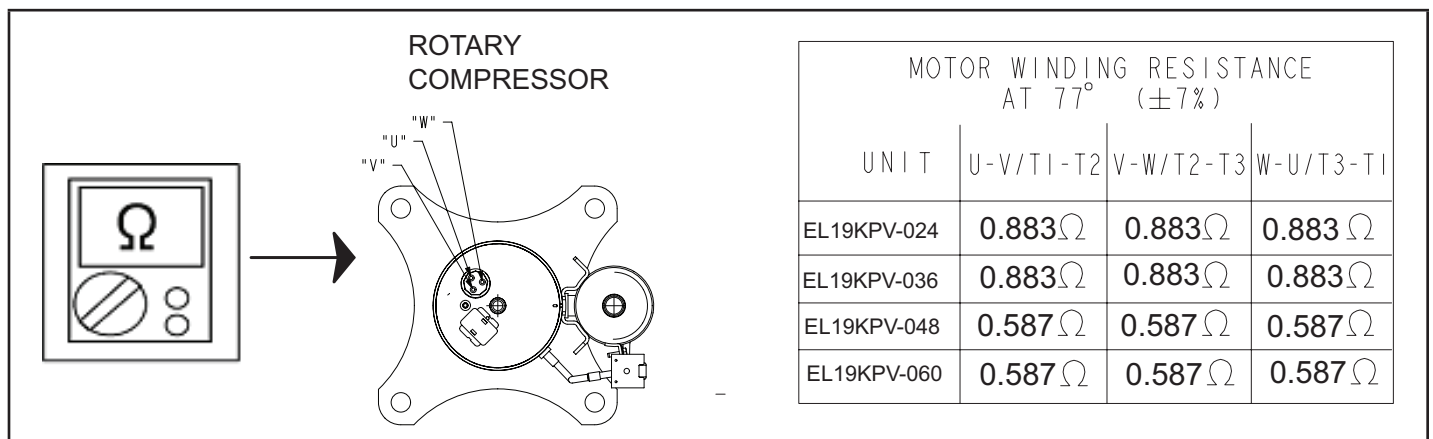 ROTARY
COMPRESSOR
"W"
"U"
"V"
Ω
MOTOR WINDING RESISTANCE
AT 77° (±7%)
UNIT U-V/T1-T2 V-W/T2-T3 W-U/T3-T1
EL19KPV-024 0.883Ω 0.883Ω 0.883 Ω
EL19KPV-036 0.883Ω 0.883Ω 0.883Ω
EL19KPV-048 0.587Ω 0.587Ω 0.587Ω
EL19KPV-060 0.587Ω 0.587Ω 0.587Ω